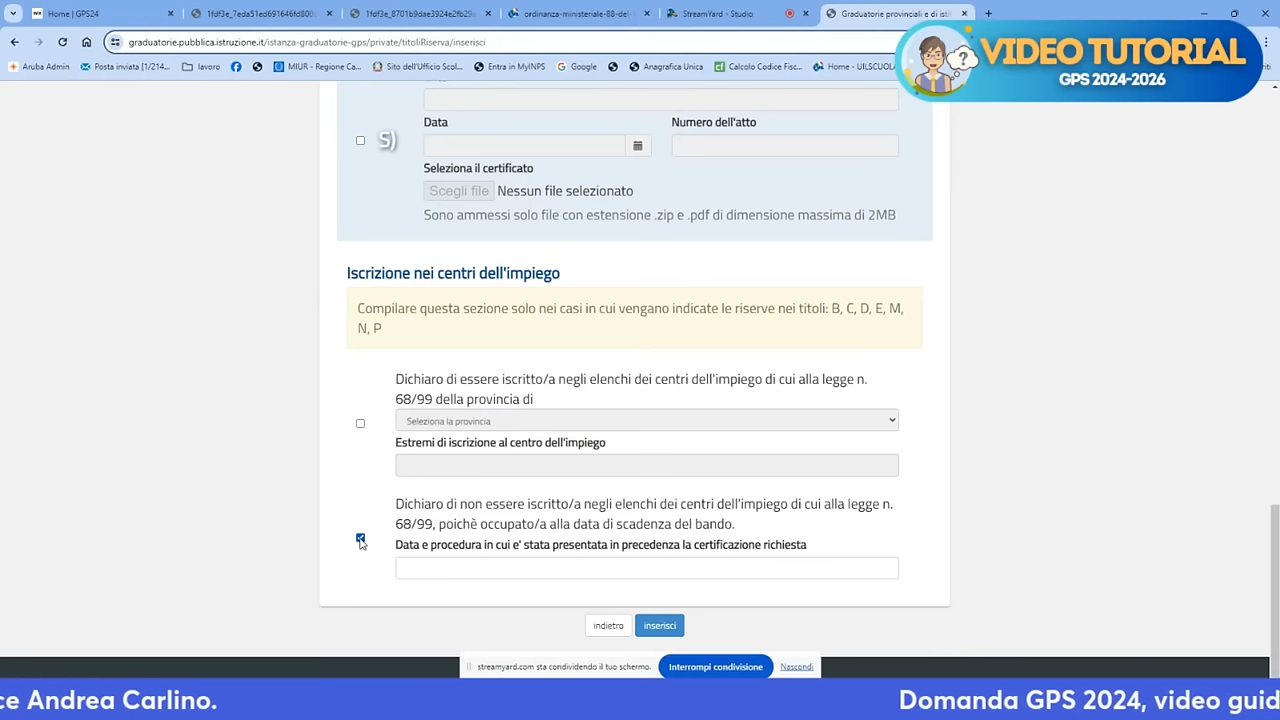 Home | GPS24
1fdf3e_7eda51ed691646fd800c
1fdf3e_8701b9dae3924e2fb29
ordinanza-ministeriale-88-del-
StreamYard - Studio
Graduatorie provinciali e di isti
graduatorie.pubblica.istruzione.it/istanza-graduatorie-gps/private/titoliRiserva/inserisci
Aruba Admin
Posta inviata [1/214...
lavoro
MIUR - Regione Ca...
Sito dell'Ufficio Scol...
Entra in MyINPS
Google
Anagrafica Unica
Calcolo Codice Fisc...
Home - UILSCUOL
VIDEO TUTORIAL
GPS 2024-2026
Data
Numero dell'atto
S)
Seleziona il certificato
Scegli file Nessun file selezionato
Sono ammessi solo file con estensione .zip e .pdf di dimensione massima di 2MB
Iscrizione nei centri dell'impiego
Compilare questa sezione solo nei casi in cui vengano indicate le riserve nei titoli: B, C, D, E, M,
N, P
Dichiaro di essere iscritto/a negli elenchi dei centri dell'impiego di cui alla legge n.
68/99 della provincia di
Seleziona la provincia
Estremi di iscrizione al centro dell'impiego
Dichiaro di non essere iscritto/a negli elenchi dei centri dell'impiego di cui alla legge n.
68/99, poichè occupato/a alla data di scadenza del bando.
Data e procedura in cui e' stata presentata in precedenza la certificazione richiesta
indietro
inserisci
streamyard.com sta condividendo il tuo schermo.
Interrompi condivisione
Nascondi
ce Andrea Carlino.
Domanda GPS 2024, video guid